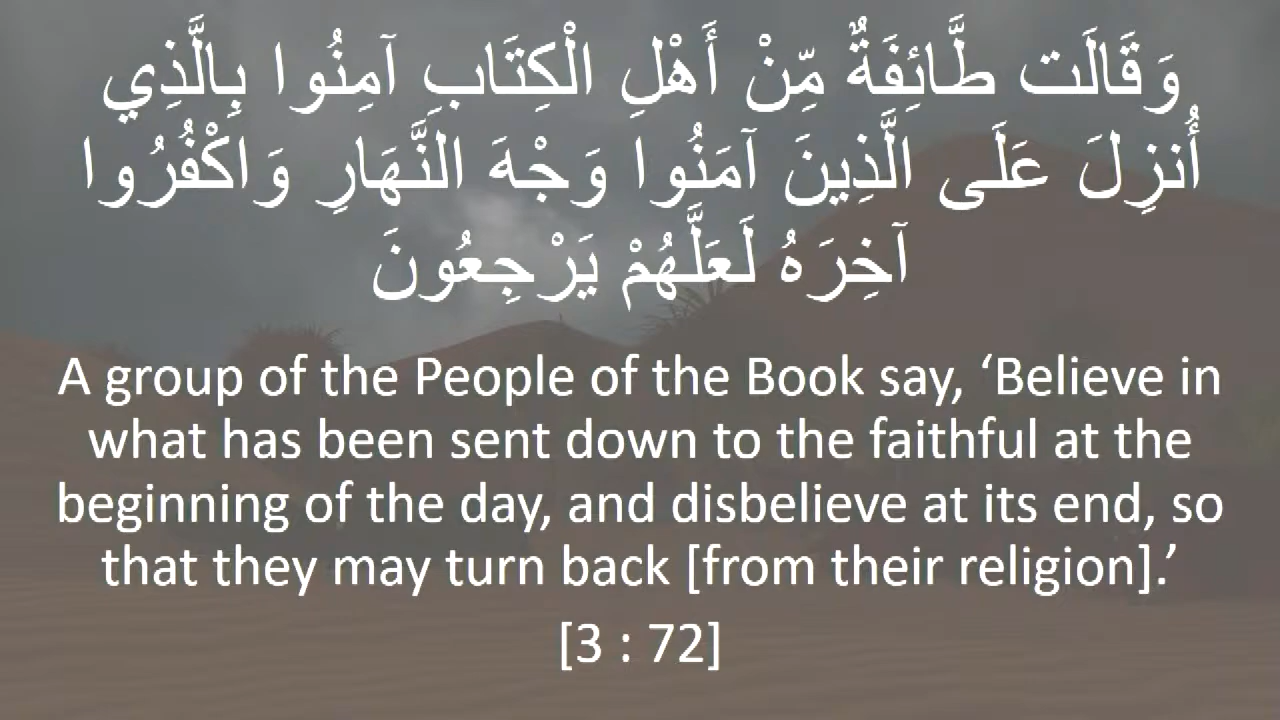 وَقَالَت طَّائِفَةٌ مِّنْ أَهْلِ الْكِتَابِ آمِنُوا بِالَّذِي
أُنزِلَ عَلَى الَّذِينَ آمَنُوا وَجْهَ النَّهَارِ وَاكْفُرُوا
آخِرَهُ لَعَلَّهُمْ يَرْجِعُونَ
A group of the People of the Book say, ‘Believe in
what has been sent down to the faithful at the
beginning of the day, and disbelieve at its end, so
that they may turn back [from their religion].’
[3 : 72]